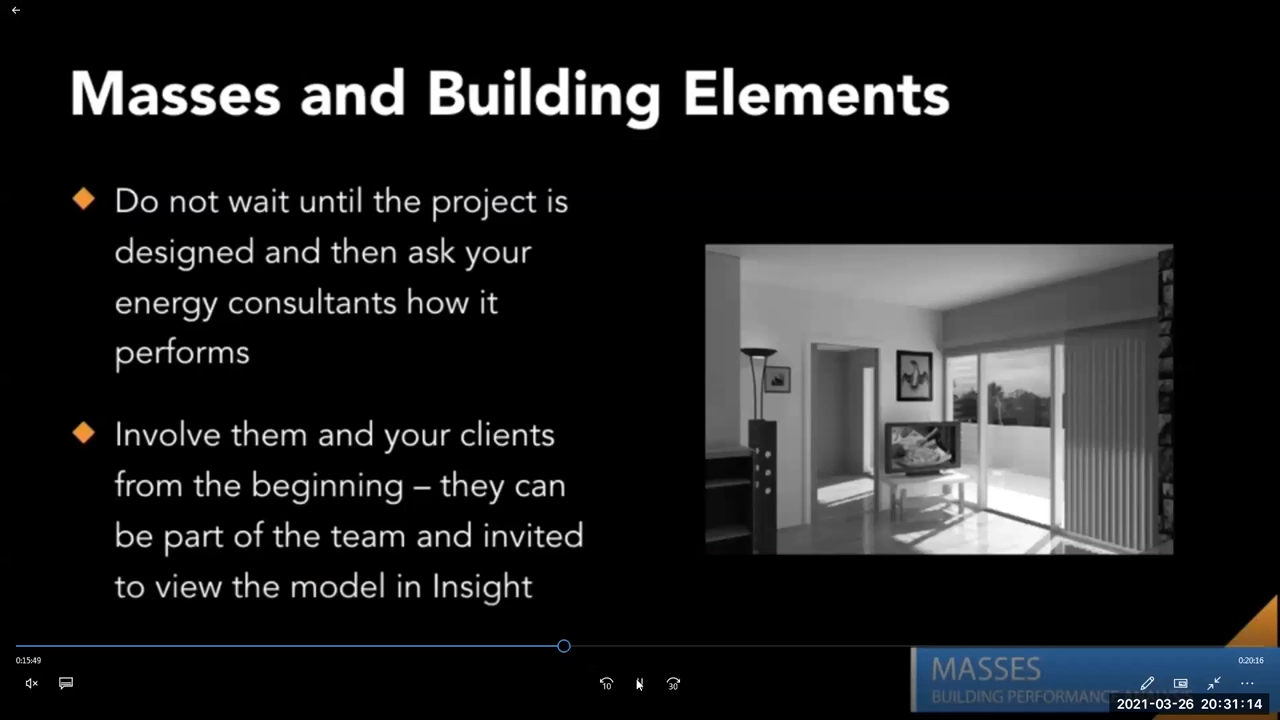 Masses and Building Elements
Do not wait until the project is
designed and then ask your
energy consultants how it
performs
Involve them and your clients
from the beginning – they can
be part of the team and invited
to view the model in Insight
0:15:49
0:20:16
10
30
MASSES
BUILDING PERFORMANCE
2021-03-26 20:31:14